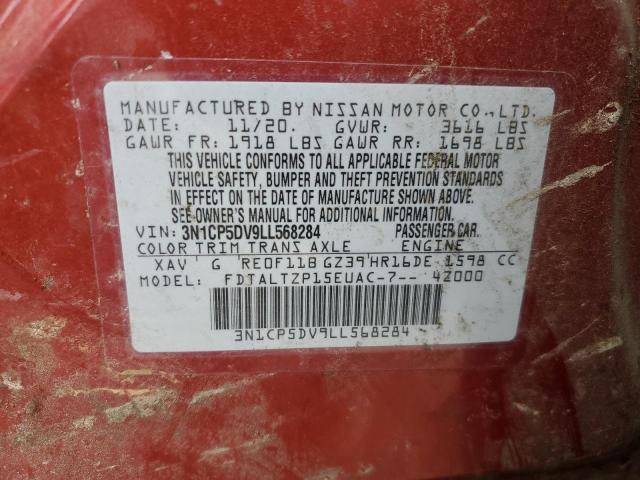 MANUFACTURED BY NISSAN MOTOR CO., LTD.
DATE: 11/20. GVWR: 3616 LBS
GAWR FR: 1918 LBS GAWR RR: 1698 LBS
THIS VEHICLE CONFORMS TO ALL APPLICABLE FEDERAL MOTOR
VEHICLE SAFETY, BUMPER AND THEFT PREVENTION STANDARDS
IN EFFECT ON THE DATE OF MANUFACTURE SHOWN ABOVE.
SEE OWNER'S MANUAL FOR ADDITIONAL INFORMATION.
VIN: 3N1CP5DV9LL568284 PASSENGER CAR.
COLOR TRIM TRANS AXLE ENGINE
XAV G RE0F11B GZ39 HR16DE 1598 CC
MODEL: FDTALTZP15EUAC-7-- 4Z000
3N1CP5DV9LL568284